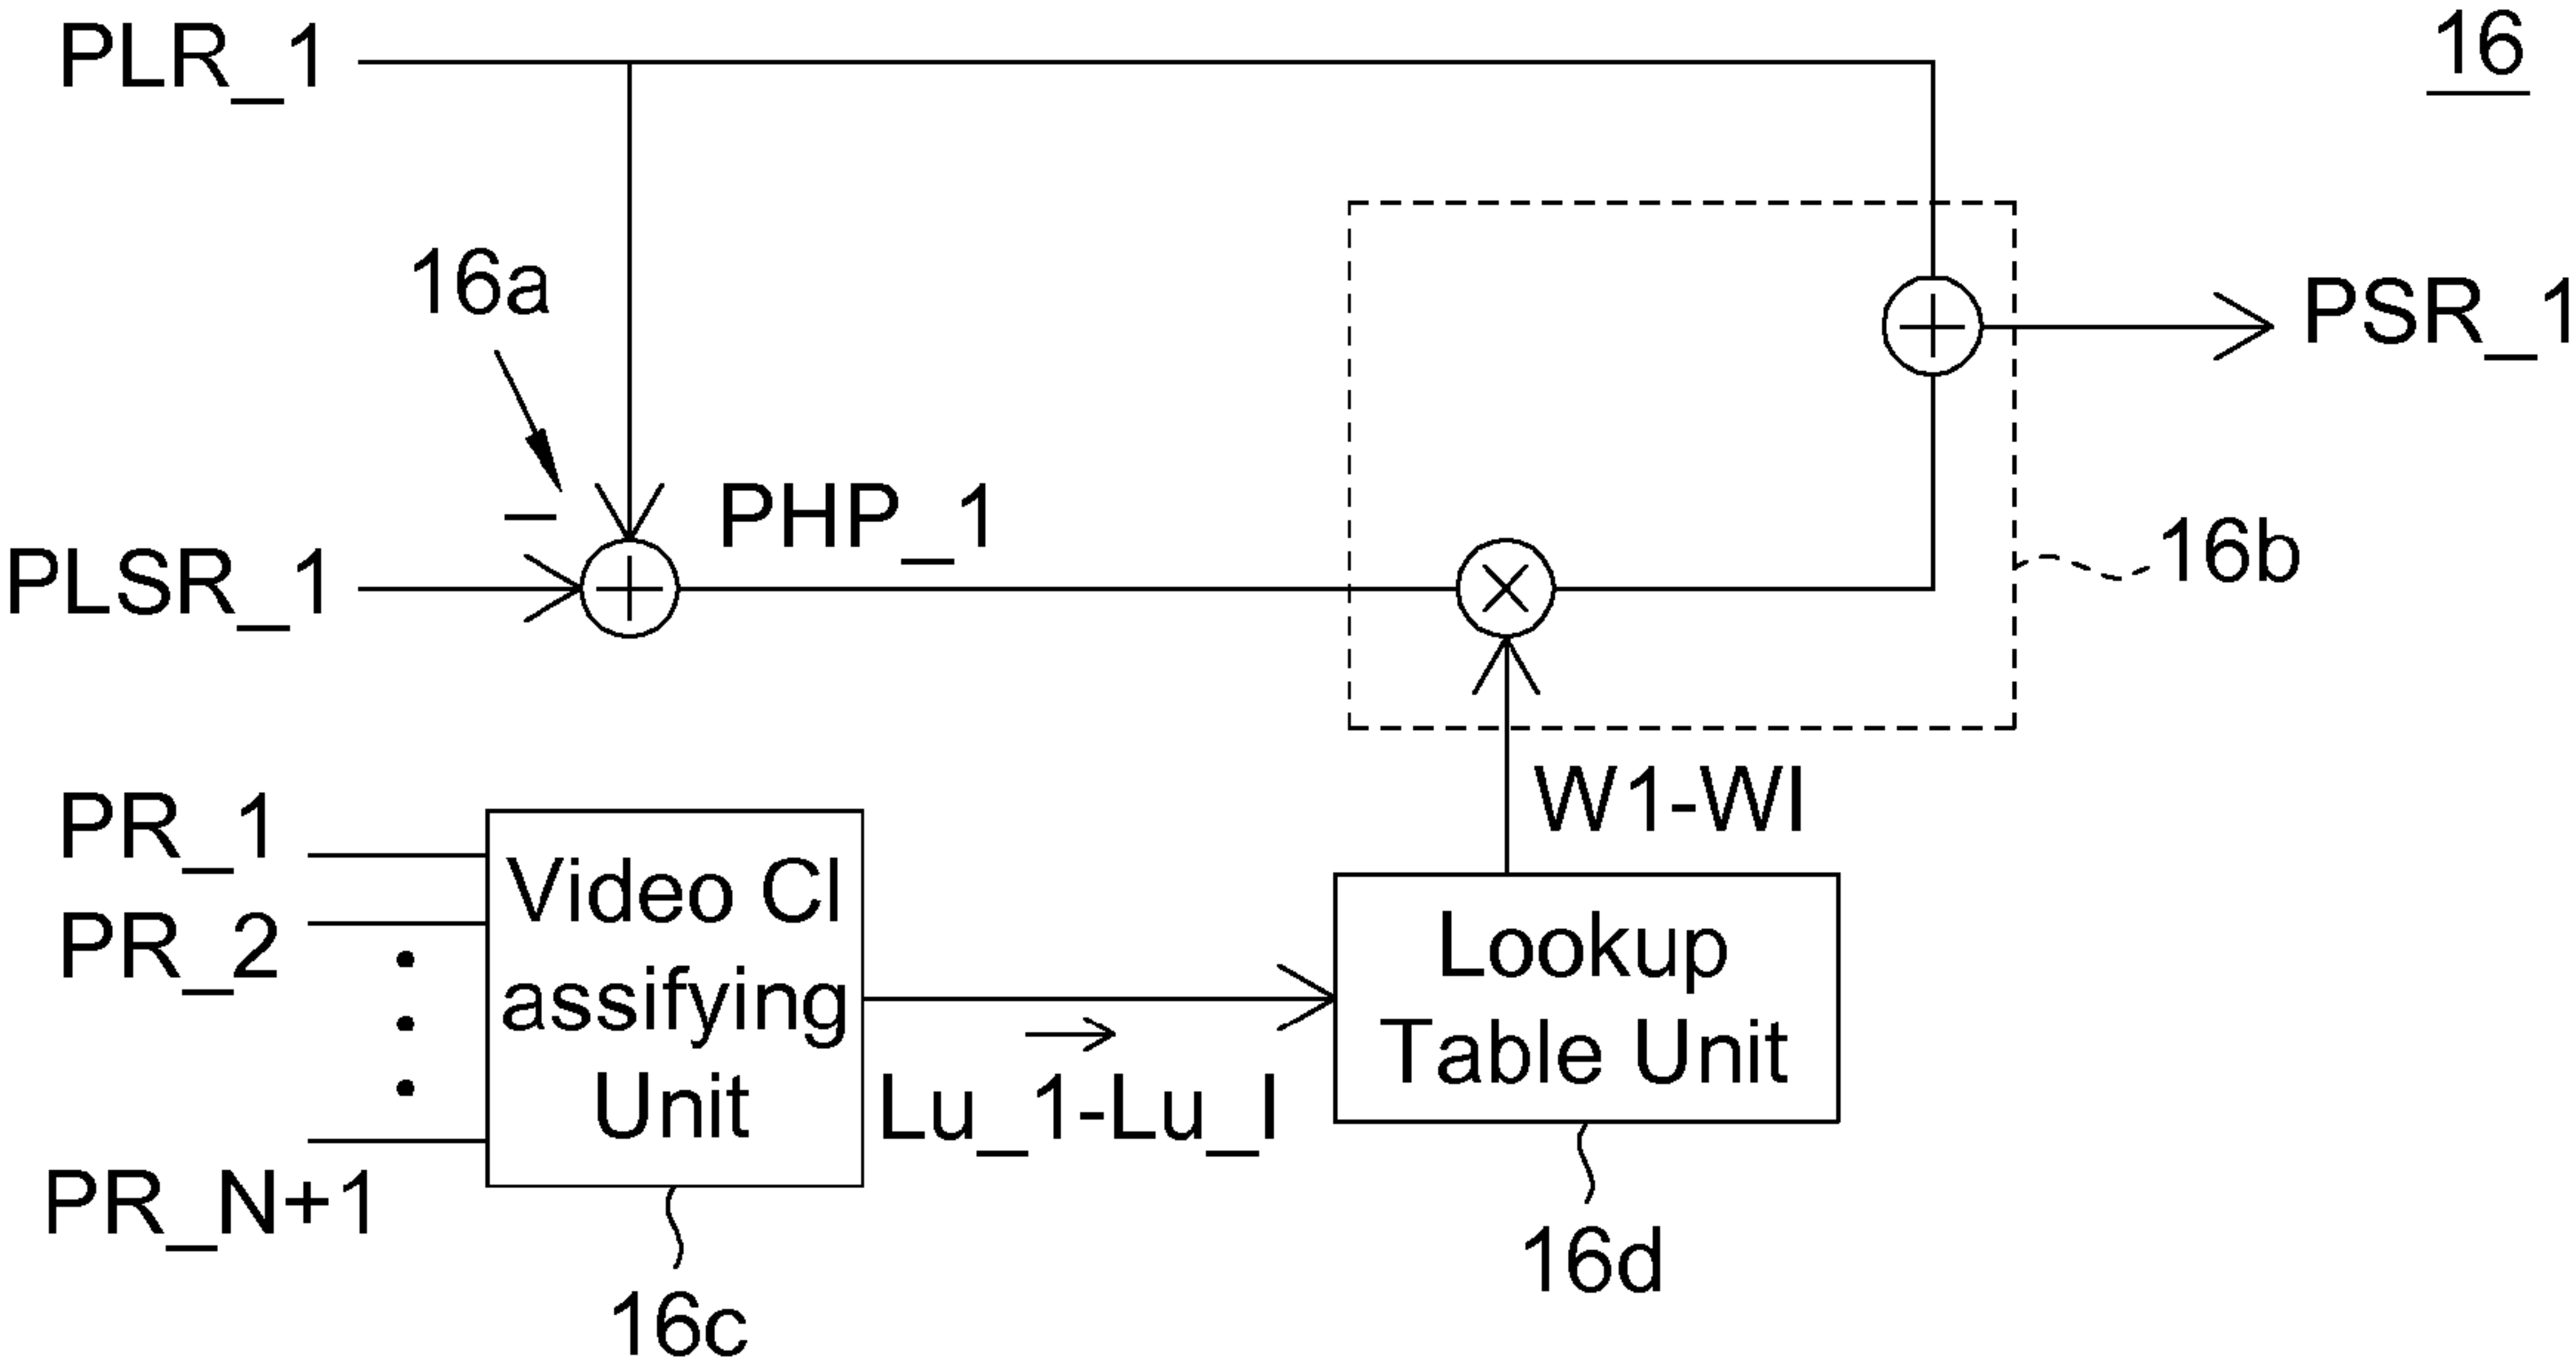 PLR_1
16
16a
PSR_1
PHP_1
16b
PLSR_1
W1-WI
PR_1
Video Cl
assifying
Unit
PR_2
Lookup
Table Unit
Lu_1-Lu_I
PR_N+1
16d
16c